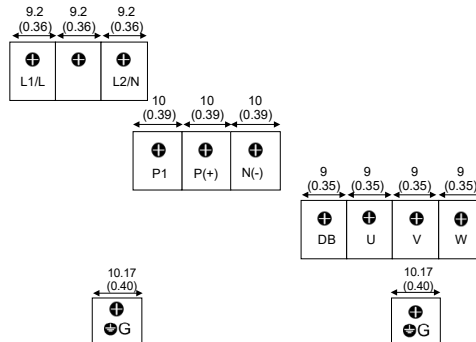 9.2 9.2 9.2
(0.36) (0.36) (0.36)
L1/L L2/N
10 10 10
(0.39) (0.39) (0.39)
P1 P(+) N(-)
9 9 9 9
(0.35) (0.35) (0.35) (0.35)
DB U V W
10.17 10.17
(0.40) (0.40)
G G